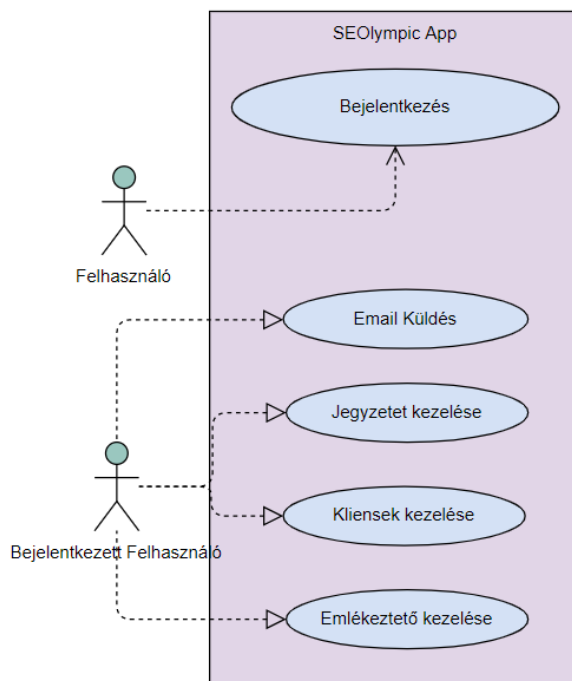 SEOlympic App
Bejelentkezés
Felhasználó
Email Küldés
Jegyzetet kezelése
Kliensek kezelése
Bejelentkezett Felhasználó
Emlékeztető kezelése